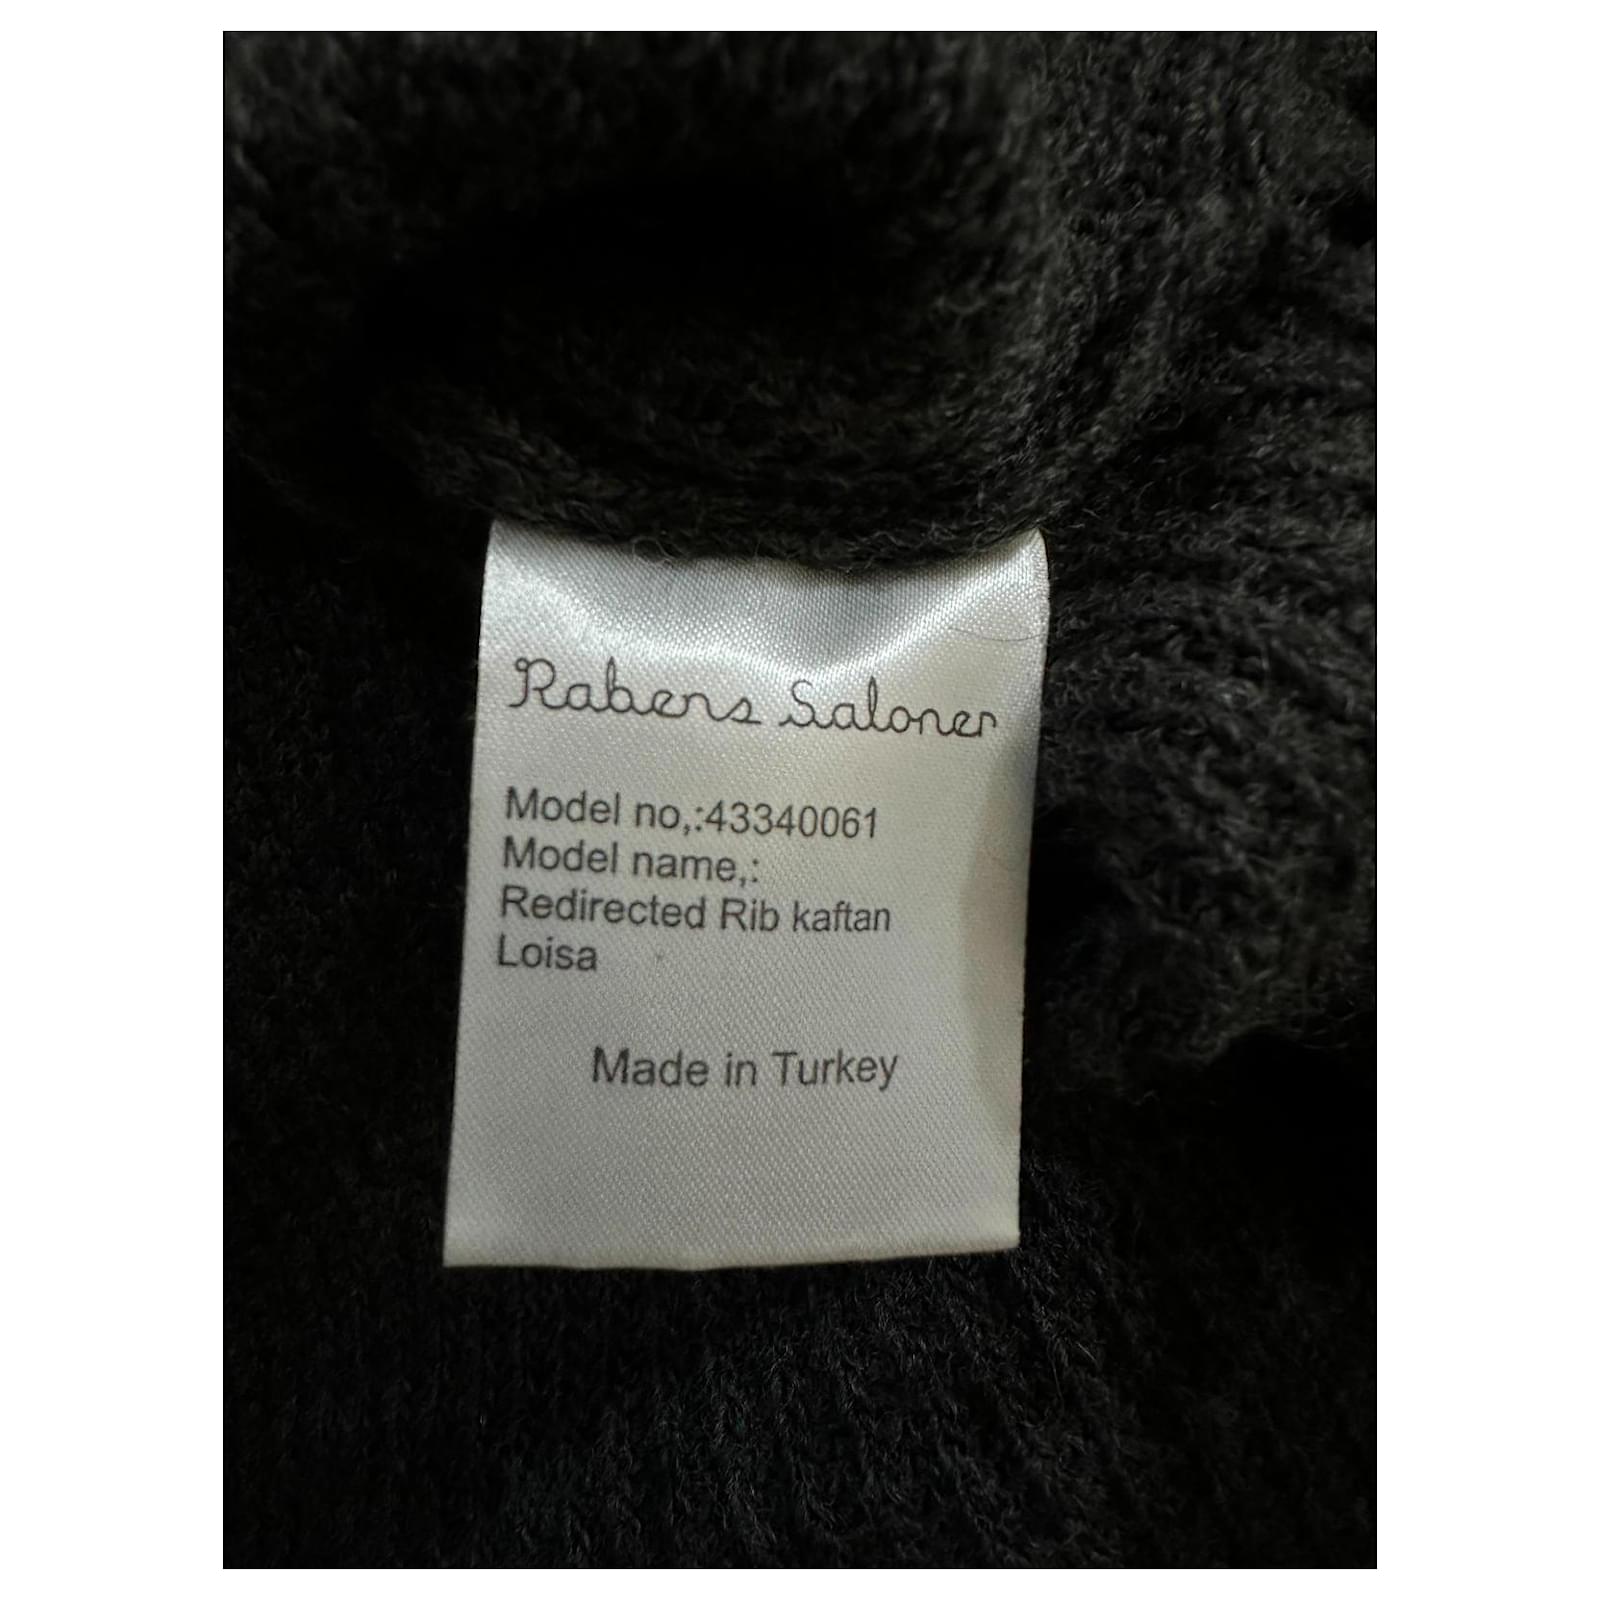 Rabens Saloner
Model no,:43340061
Model name,:
Redirected Rib kaftan
Loisa
Made in Turkey